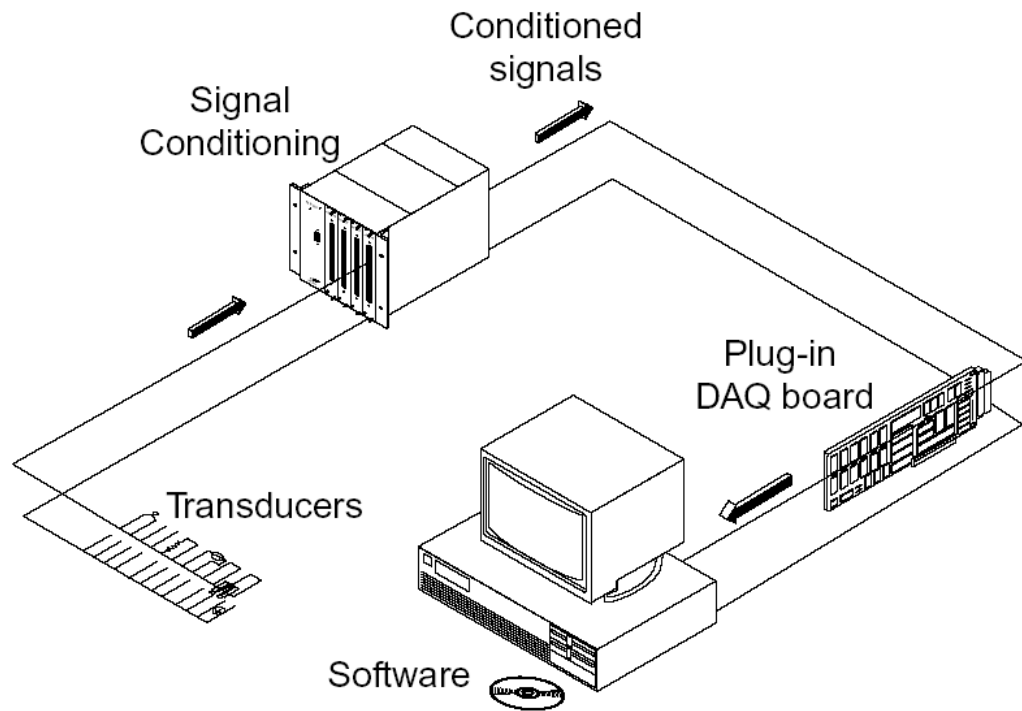 Conditioned
signals
Signal
Conditioning
Plug-in
DAQ board
Transducers
Software